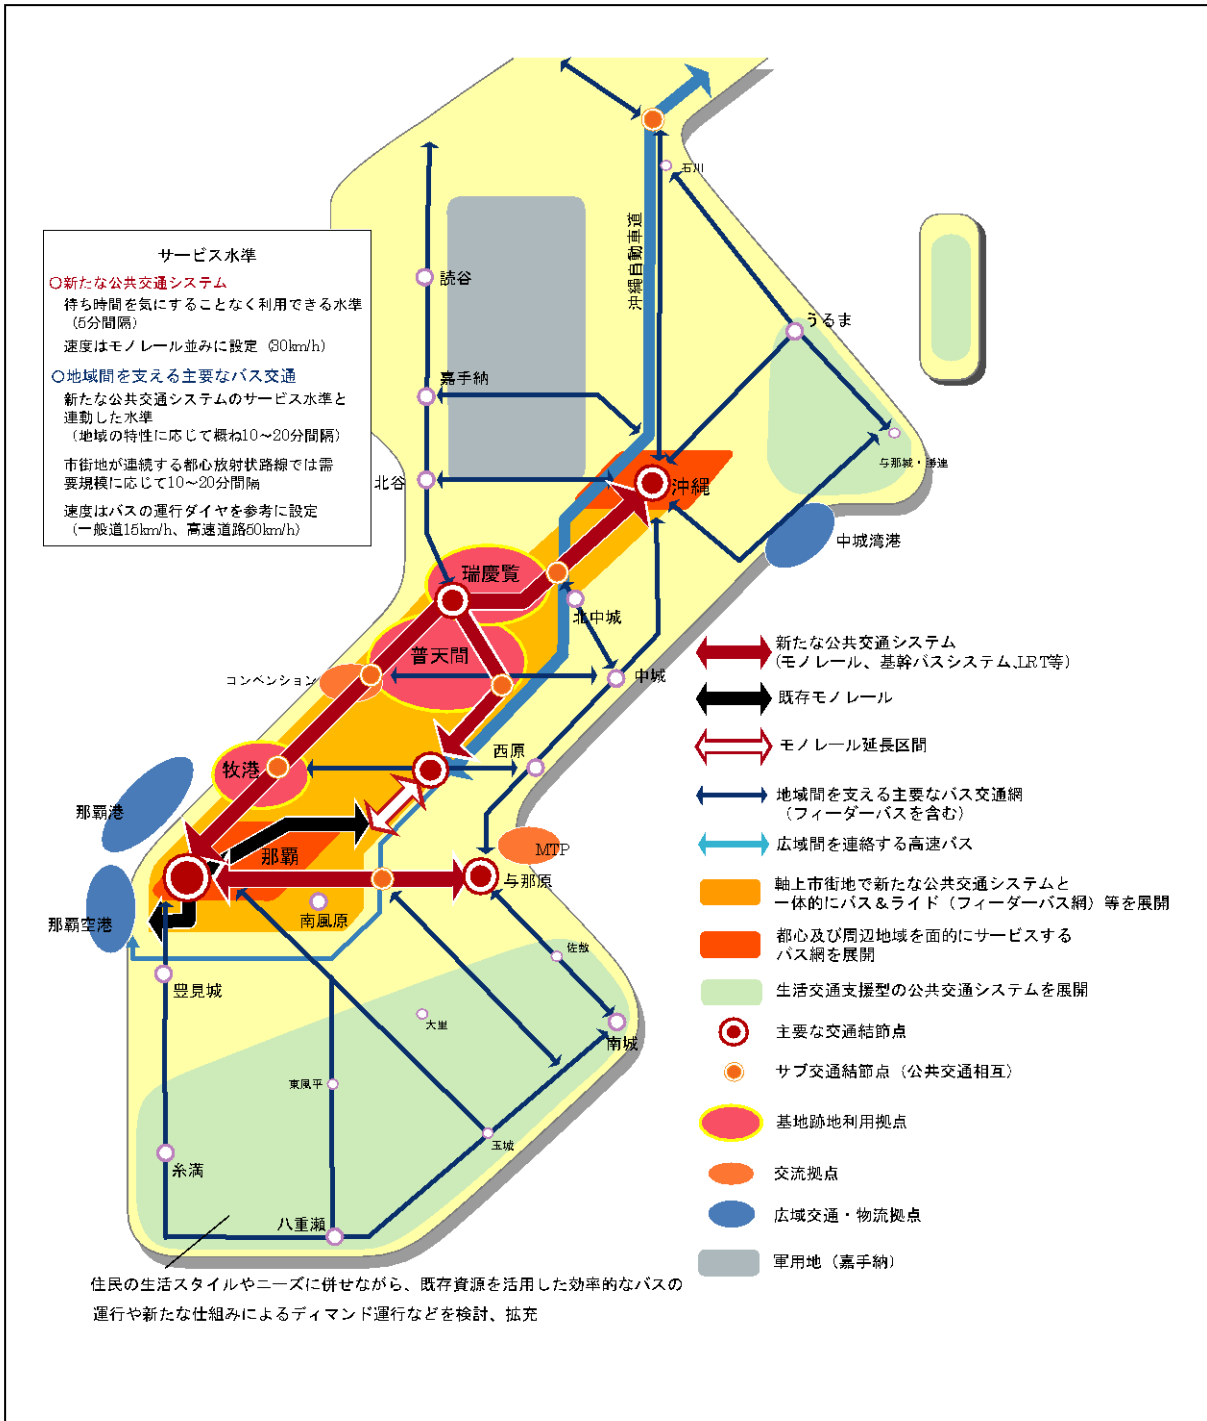 石川
沖縄自動車道
サービス水準
○新たな公共交通システム
待ち時間を気にすることなく利用できる水準
（5分間隔）
速度はモノレール並みに設定（30km/h）
○地域間を支える主要なバス交通
新たな公共交通システムのサービス水準と
連動した水準
（地域の特性に応じて概ね10～20分間隔）
市街地が連続する都心放射状路線では需
要規模に応じて10～20分間隔
速度はバスの運行ダイヤを参考に設定
（一般道15km/h、高速道路50km/h）
読谷
うるま
嘉手納
与那城・勝連
北谷
沖縄
中城湾港
瑞慶覧
北中城
普天間
コンベンション
中城
西原
牧港
那覇港
那覇
MTP
与那原
南風原
那覇空港
佐敷
豊見城
大里
南城
東風平
玉城
糸満
八重瀬
新たな公共交通システム
(モノレール、基幹バスシステム、LRT等)
既存モノレール
モノレール延長区間
地域間を支える主要なバス交通網
（フィーダーバスを含む）
広域間を連絡する高速バス
軸上市街地で新たな公共交通システムと
一体的にバス＆ライド（フィーダーバス網）等を展開
都心及び周辺地域を面的にサービスする
バス網を展開
生活交通支援型の公共交通システムを展開
主要な交通結節点
サブ交通結節点（公共交通相互）
基地跡地利用拠点
交流拠点
広域交通・物流拠点
軍用地（嘉手納）
住民の生活スタイルやニーズに併せながら、既存資源を活用した効率的なバスの
運行や新たな仕組みによるディマンド運行などを検討、拡充